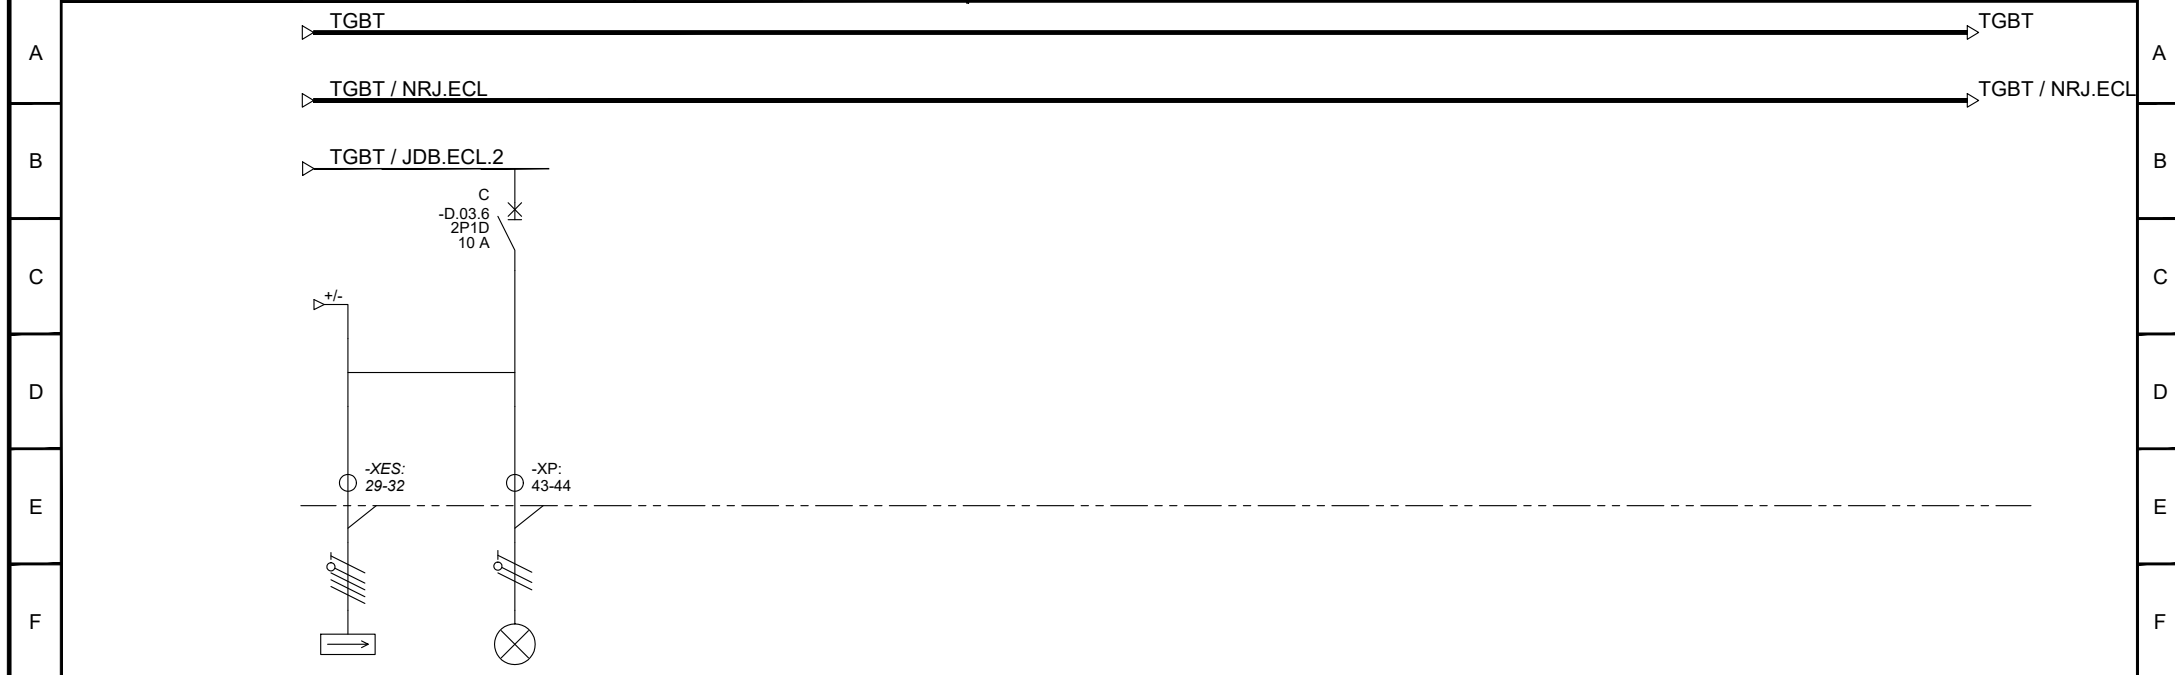 TGBT
TGBT
A
A
TGBT / NRJ.ECL
TGBT / NRJ.ECL
TGBT / JDB.ECL.2
B
B
C
-D.03.6
2P1D
10 A
C
C
+/-
D
D
-XES:
29-32
-XP:
43-44
E
E
F
F